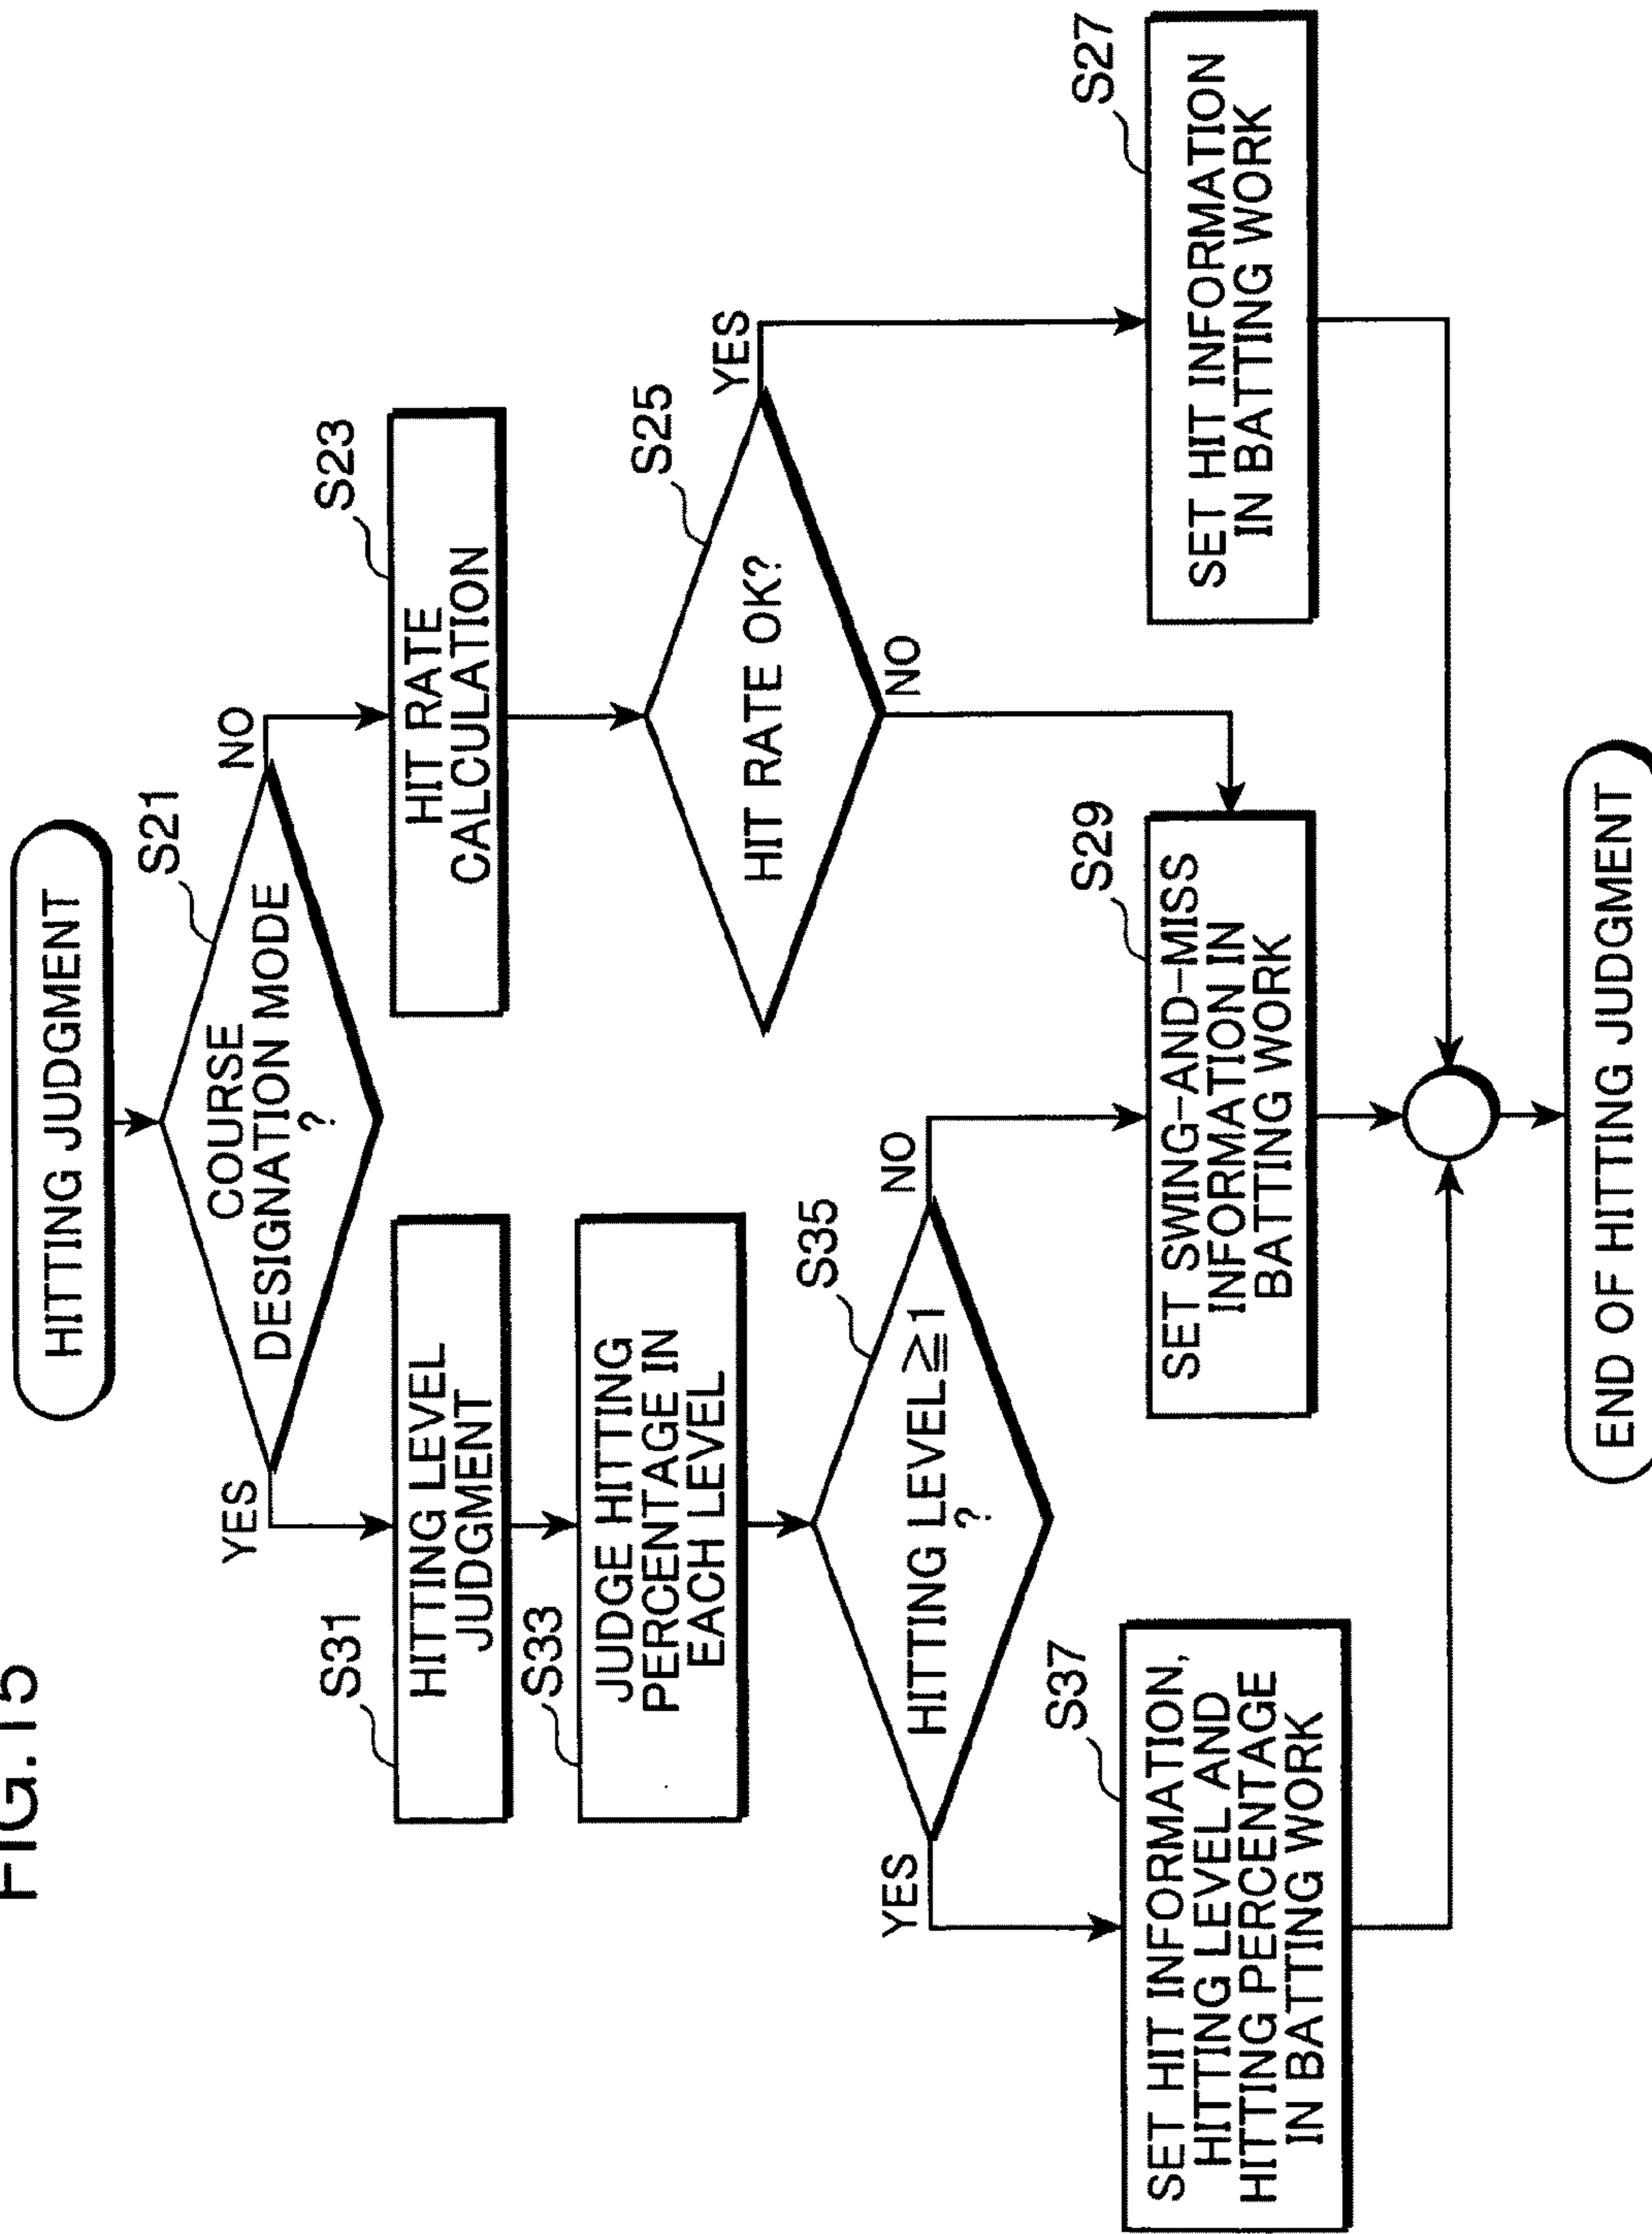 FIG.15
HITTING JUDGMENT
S21
COURSE
DESIGNATION MODE
?
YES
NO
S31
HITTING LEVEL
JUDGMENT
S23
HIT RATE
CALCULATION
S33
JUDGE HITTING
PERCENTAGE IN
EACH LEVEL
S25
HIT RATE OK?
YES
NO
S35
HITTING LEVEL≧1
?
YES
NO
S37
SET HIT INFORMATION,
HITTING LEVEL AND
HITTING PERCENTAGE
IN BATTING WORK
S29
SET SWING-AND-MISS
INFORMATION IN
BATTING WORK
S27
SET HIT INFORMATION
IN BATTING WORK
END OF HITTING JUDGMENT